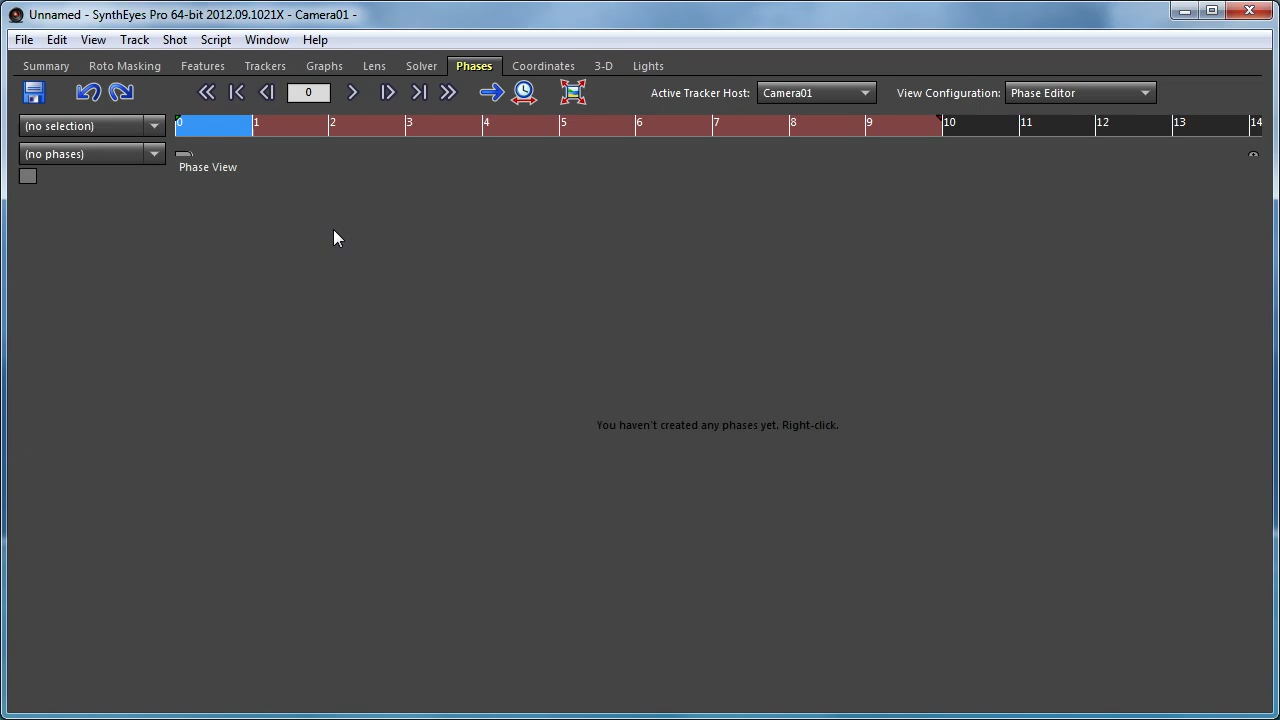 Unnamed - SynthEyes Pro 64-bit 2012.09.1021X - Camera01 -
File Edit View Track Shot Script Window Help
Summary Roto Masking Features Trackers Graphs Lens Solver Phases Coordinates 3-D Lights
0 Active Tracker Host: Camera01 View Configuration: Phase Editor
(no selection) 0 1 2 3 4 5 6 7 8 9 10 11 12 13 14
(no phases)
Phase View
You haven't created any phases yet. Right-click.